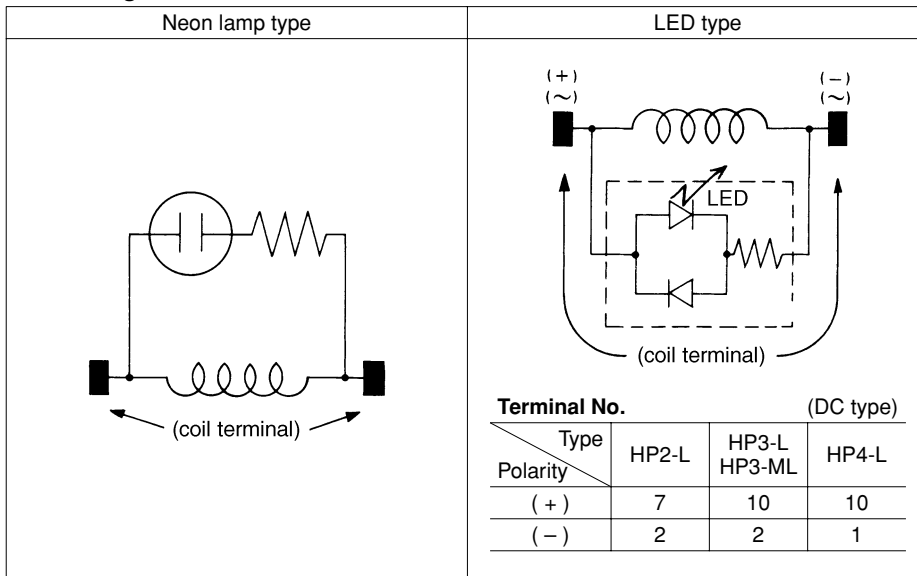 Neon lamp type
LED type
(coil terminal)
(+)
(~)
(−)
(~)
LED
(coil terminal)
Terminal No. (DC type)
Type
Polarity
HP2-L
HP3-L
HP3-ML
HP4-L
( + ) 7 10 10
( − ) 2 2 1